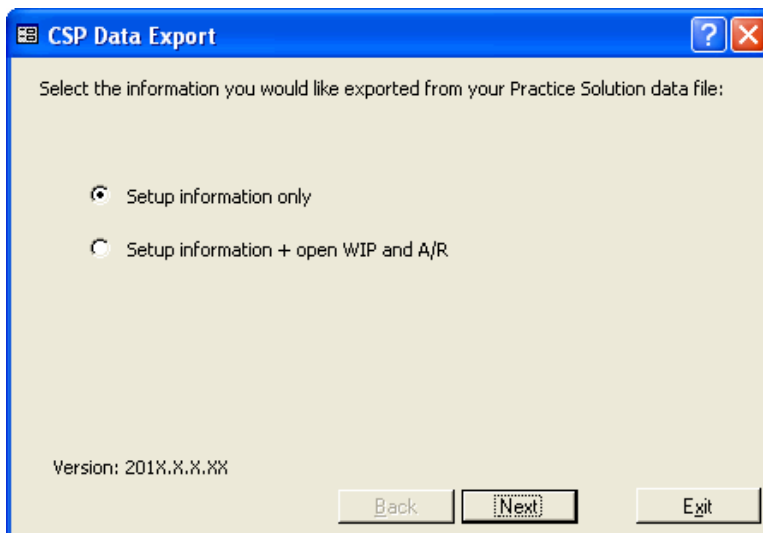 CSP Data Export
Select the information you would like exported from your Practice Solution data file:
Setup information only
Setup information + open WIP and A/R
Version: 201X.X.X.XX
Back Next Exit